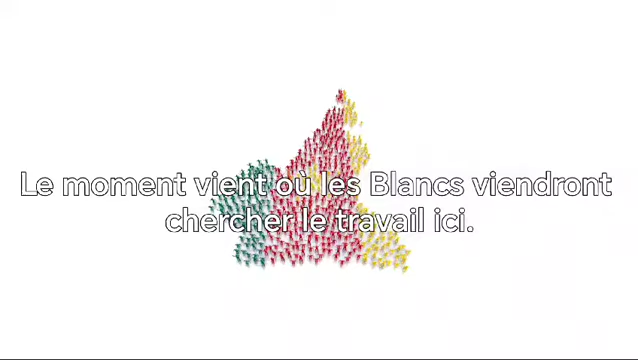 Le moment vient où les Blancs viendront
chercher le travail ici.